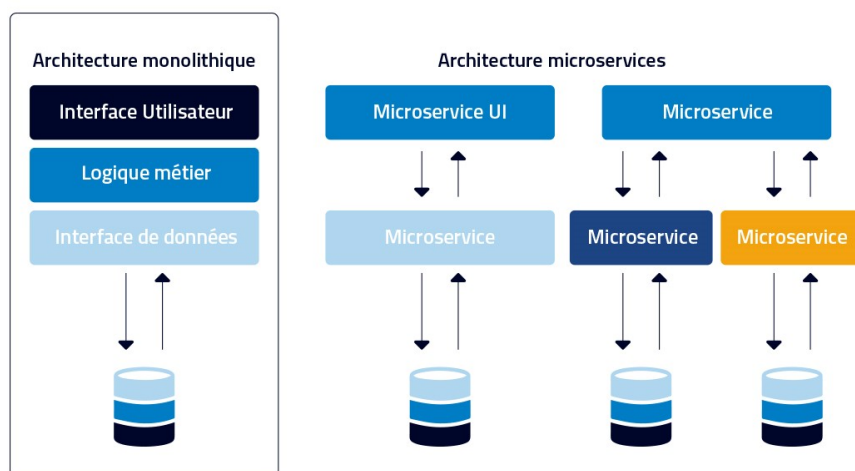 Architecture monolithique
Interface Utilisateur
Logique métier
Interface de données
Architecture microservices
Microservice UI
Microservice
Microservice
Microservice
Microservice